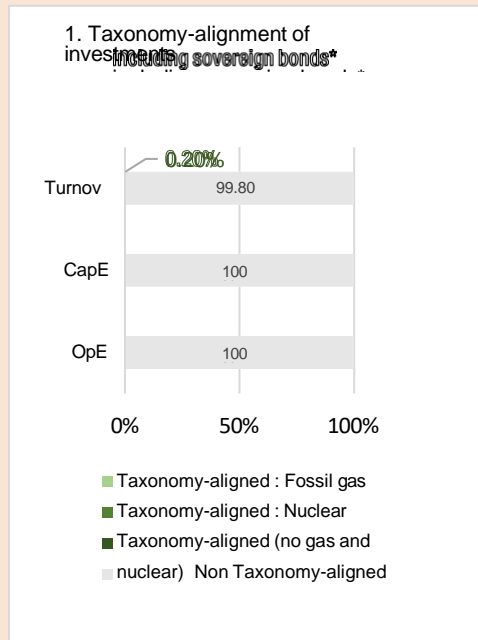 1. Taxonomy-alignment of
investments
including sovereign bonds*
0.20%
Turnov
99.80
CapE
100
OpE
100
0% 50% 100%
Taxonomy-aligned : Fossil gas
Taxonomy-aligned : Nuclear
Taxonomy-aligned (no gas and
nuclear) Non Taxonomy-aligned